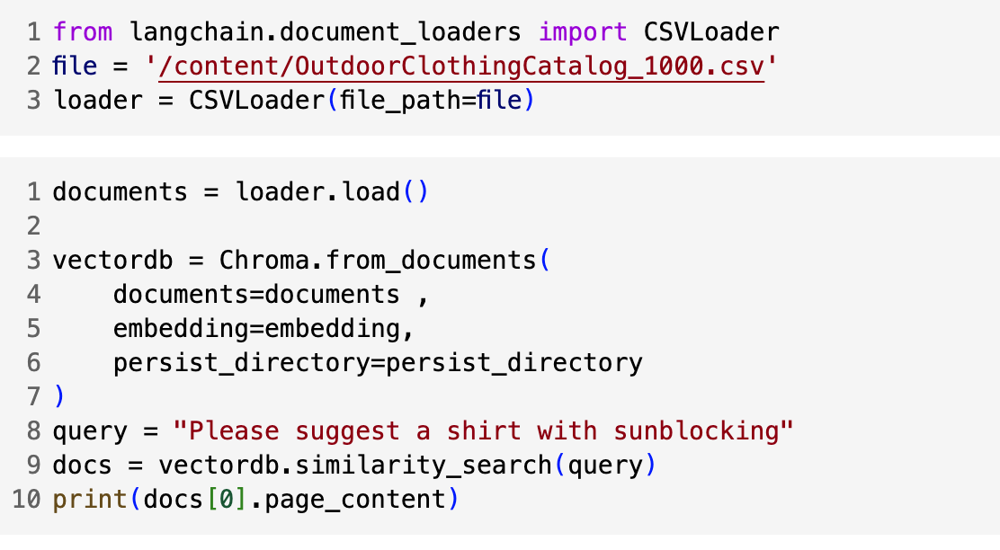 1 from langchain.document_loaders import CSVLoader
2 file = '/content/OutdoorClothingCatalog_1000.csv'
3 loader = CSVLoader(file_path=file)
1 documents = loader.load()
2
3 vectordb = Chroma.from_documents(
4     documents=documents ,
5     embedding=embedding,
6     persist_directory=persist_directory
7 )
8 query = "Please suggest a shirt with sunblocking"
9 docs = vectordb.similarity_search(query)
10 print(docs[0].page_content)